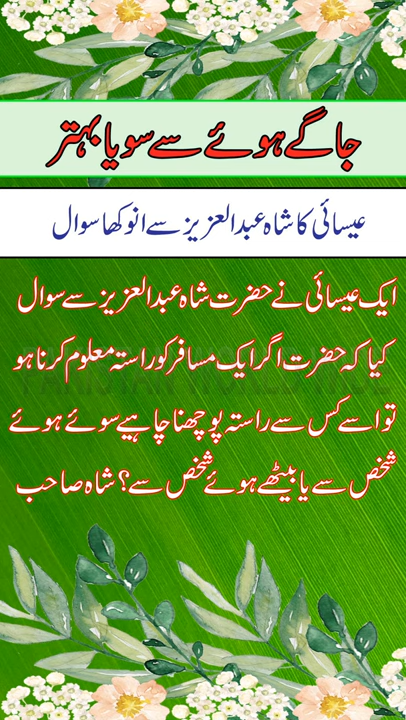 جاگے ہوئے سے سویا بہتر
عیسائی کا شاہ عبدالعزیز سے انوکھا سوال
ایک عیسائی نے حضرت شاہ عبدالعزیز سے سوال
کیا کہ حضرت اگر ایک مسافر کو راستہ معلوم کرنا ہو
تو اسے کس سے راستہ پوچھنا چاہیے سوئے ہوئے
شخص سے یا بیٹھے ہوئے شخص سے؟ شاہ صاحب